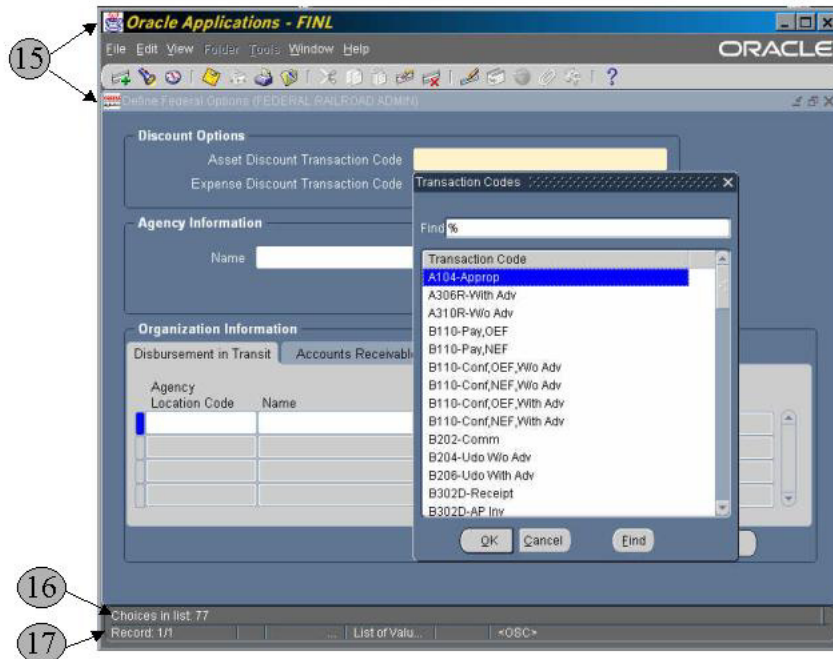 Oracle Applications - FINL
File Edit View Folder Tools Window Help
ORACLE
15
Define Federal Options (FEDERAL RAILROAD ADMIN)
Discount Options
Asset Discount Transaction Code
Expense Discount Transaction Code
Transaction Codes
Agency Information
Find %
Name
Transaction Code
A104-Approp
A306R-With Adv
A310R-W/o Adv
B110-Pay,OEF
B110-Pay,NEF
B110-Conf,OEF,W/o Adv
B110-Conf,NEF,W/o Adv
B110-Conf,OEF,With Adv
B110-Conf,NEF,With Adv
B202-Comm
B204-Udo W/o Adv
B206-Udo With Adv
B302D-Receipt
B302D-AP Inv
Organization Information
Disbursement in Transit Accounts Receivabl
Agency
Location Code Name
OK Cancel Find
16
Choices in list: 77
17
Record: 1/1 ... List of Valu... <OSC>